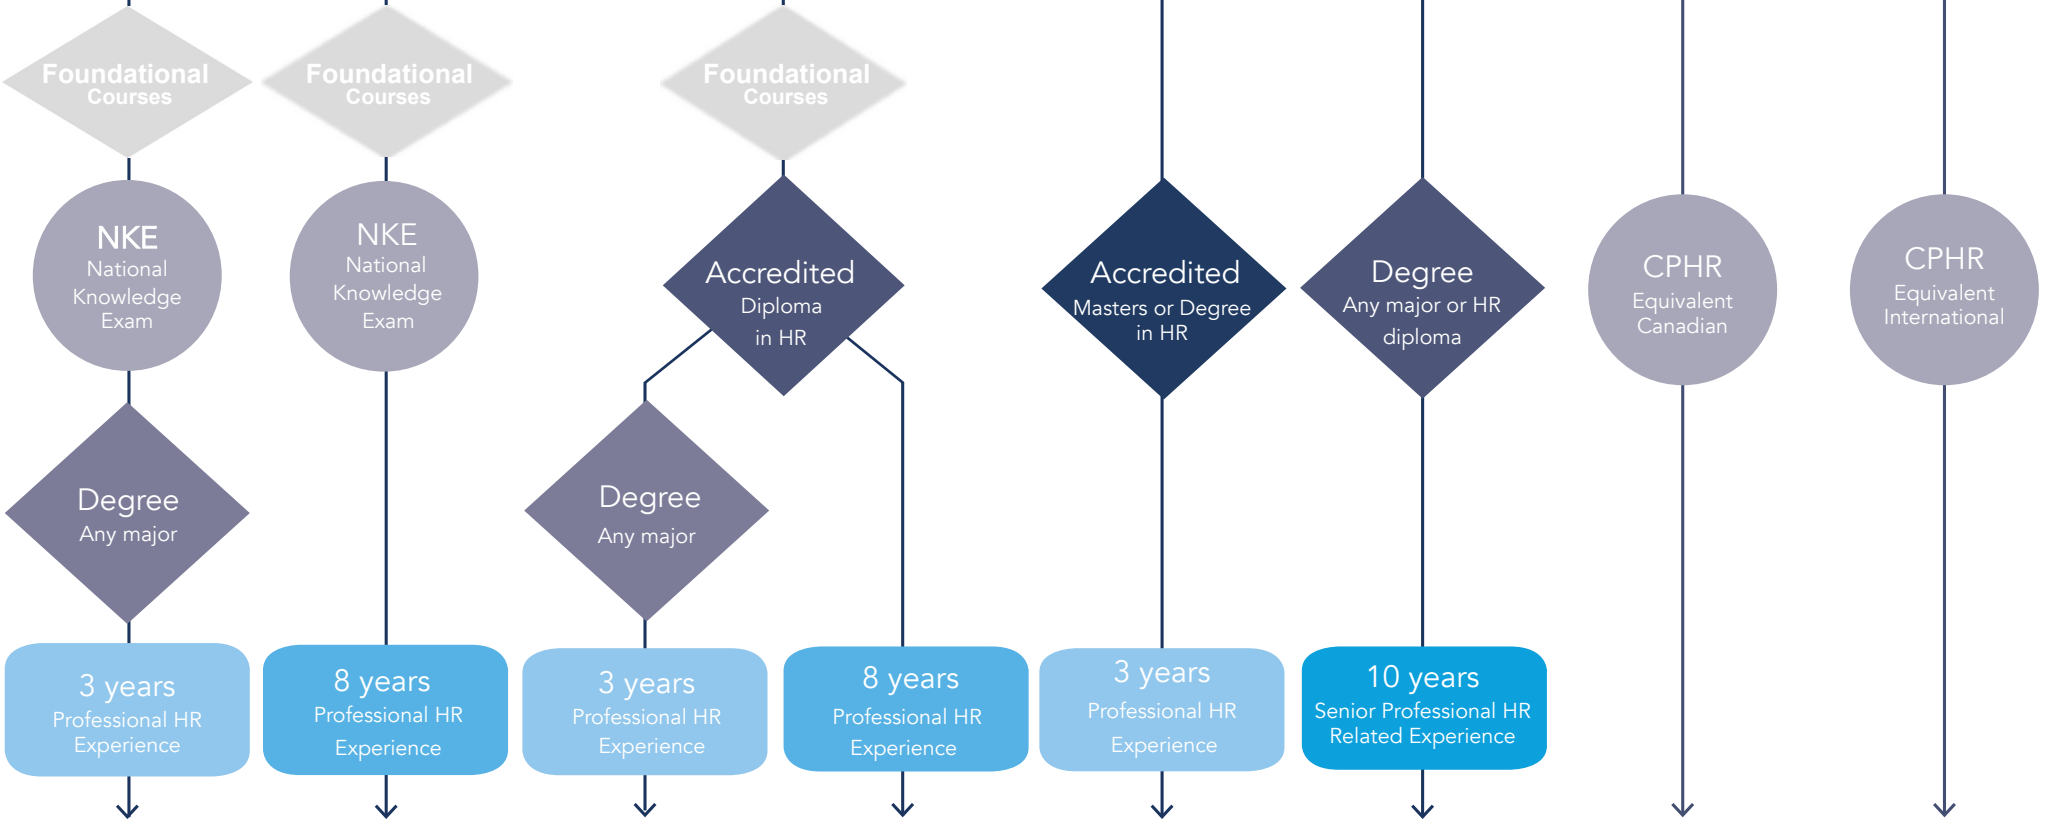 Foundational
Courses
Foundational
Courses
Foundational
Courses
NKE
National
Knowledge
Exam
NKE
National
Knowledge
Exam
Accredited
Diploma
in HR
Accredited
Masters or Degree
in HR
Degree
Any major or HR
diploma
CPHR
Equivalent
Canadian
CPHR
Equivalent
International
Degree
Any major
Degree
Any major
3 years
Professional HR
Experience
8 years
Professional HR
Experience
3 years
Professional HR
Experience
8 years
Professional HR
Experience
3 years
Professional HR
Experience
10 years
Senior Professional HR
Related Experience